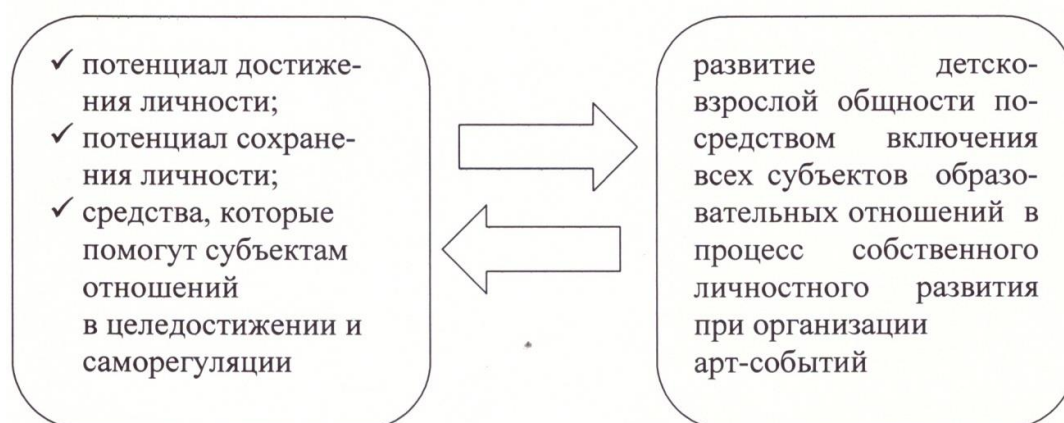 ✓ потенциал достиже-
ния личности;
✓ потенциал сохране-
ния личности;
✓ средства, которые
помогут субъектам
отношений
в целедостижении и
саморегуляции
развитие детско-
взрослой общности по-
средством включения
всех субъектов образо-
вательных отношений в
процесс собственного
личностного развития
при организации
арт-событий